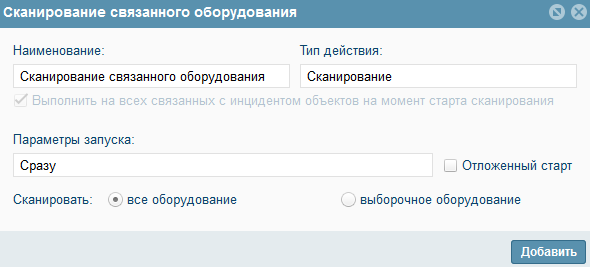 Сканирование связанного оборудования
Наименование: Тип действия:
Сканирование связанного оборудования Сканирование
Выполнить на всех связанных с инцидентом объектов на момент старта сканирования
Параметры запуска:
Сразу Отложенный старт
Сканировать: все оборудование выборочное оборудование
Добавить